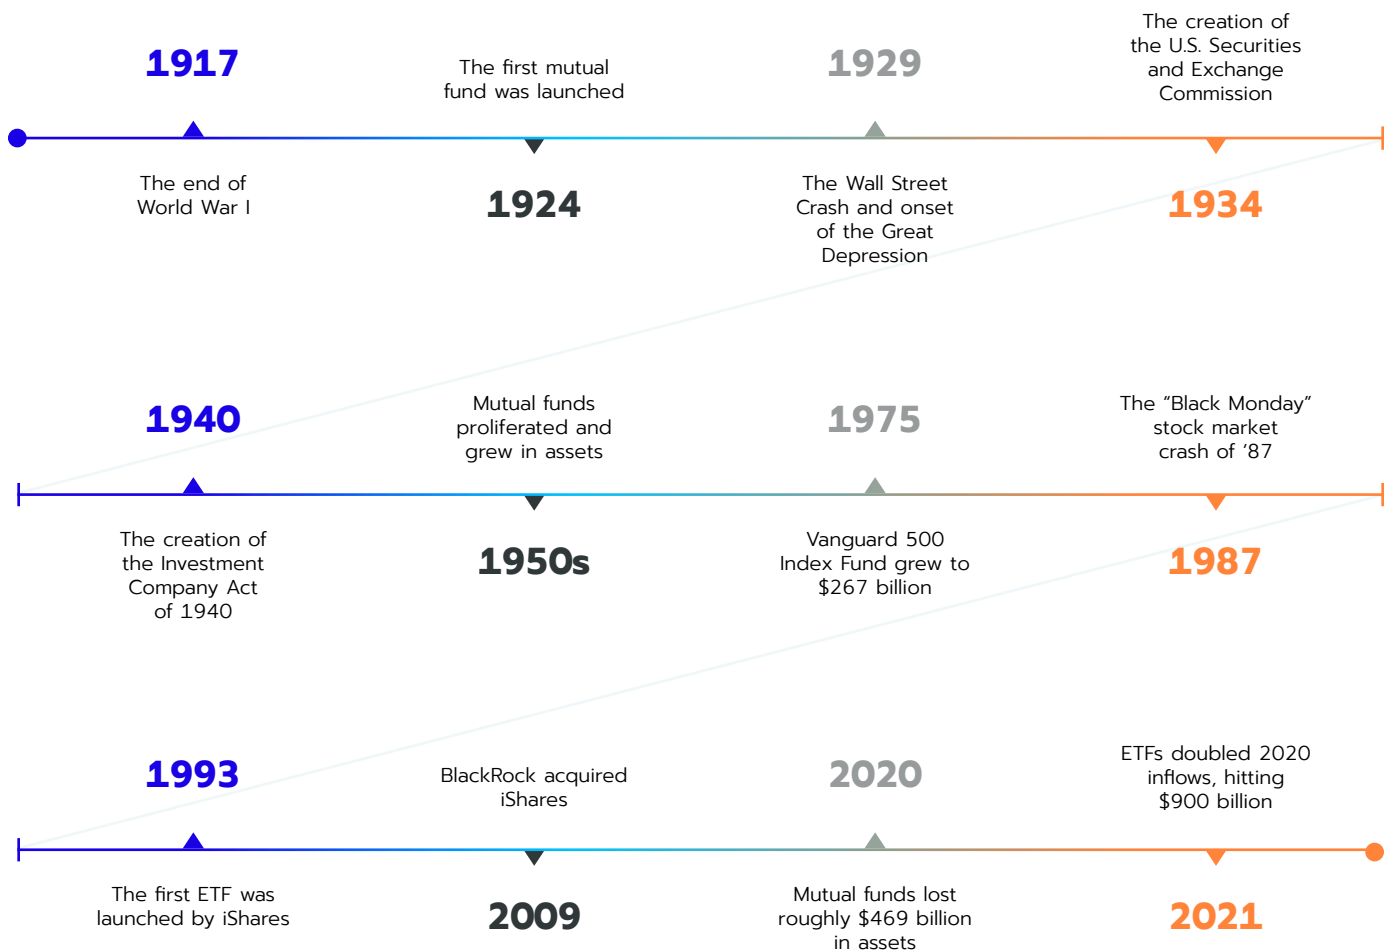 1917
The end of
World War I
The first mutual
fund was launched
1924
1929
The Wall Street
Crash and onset
of the Great
Depression
The creation of
the U.S. Securities
and Exchange
Commission
1934
1940
The creation of
the Investment
Company Act
of 1940
Mutual funds
proliferated and
grew in assets
1950s
1975
Vanguard 500
Index Fund grew to
$267 billion
The “Black Monday”
stock market
crash of ‘87
1987
1993
The first ETF was
launched by iShares
BlackRock acquired
iShares
2009
2020
Mutual funds lost
roughly $469 billion
in assets
ETFs doubled 2020
inflows, hitting
$900 billion
2021